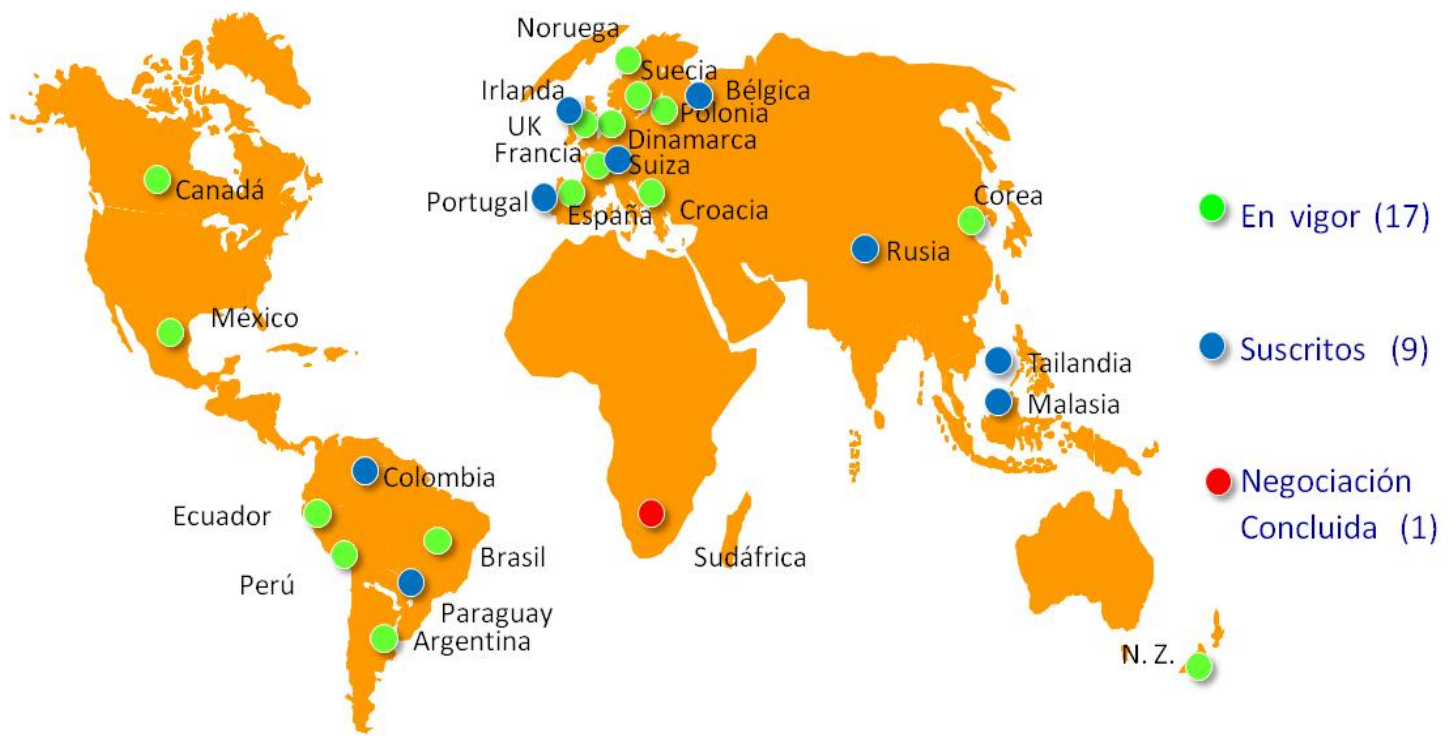 Noruega
Suecia
Irlanda
Bélgica
Polonia
UK
Dinamarca
Francia
Suiza
Canadá
Portugal
España
Croacia
Corea
En vigor (17)
Rusia
México
Tailandia
Suscritos (9)
Malasia
Colombia
Negociación
Concluida (1)
Ecuador
Brasil
Sudáfrica
Perú
Paraguay
Argentina
N. Z.